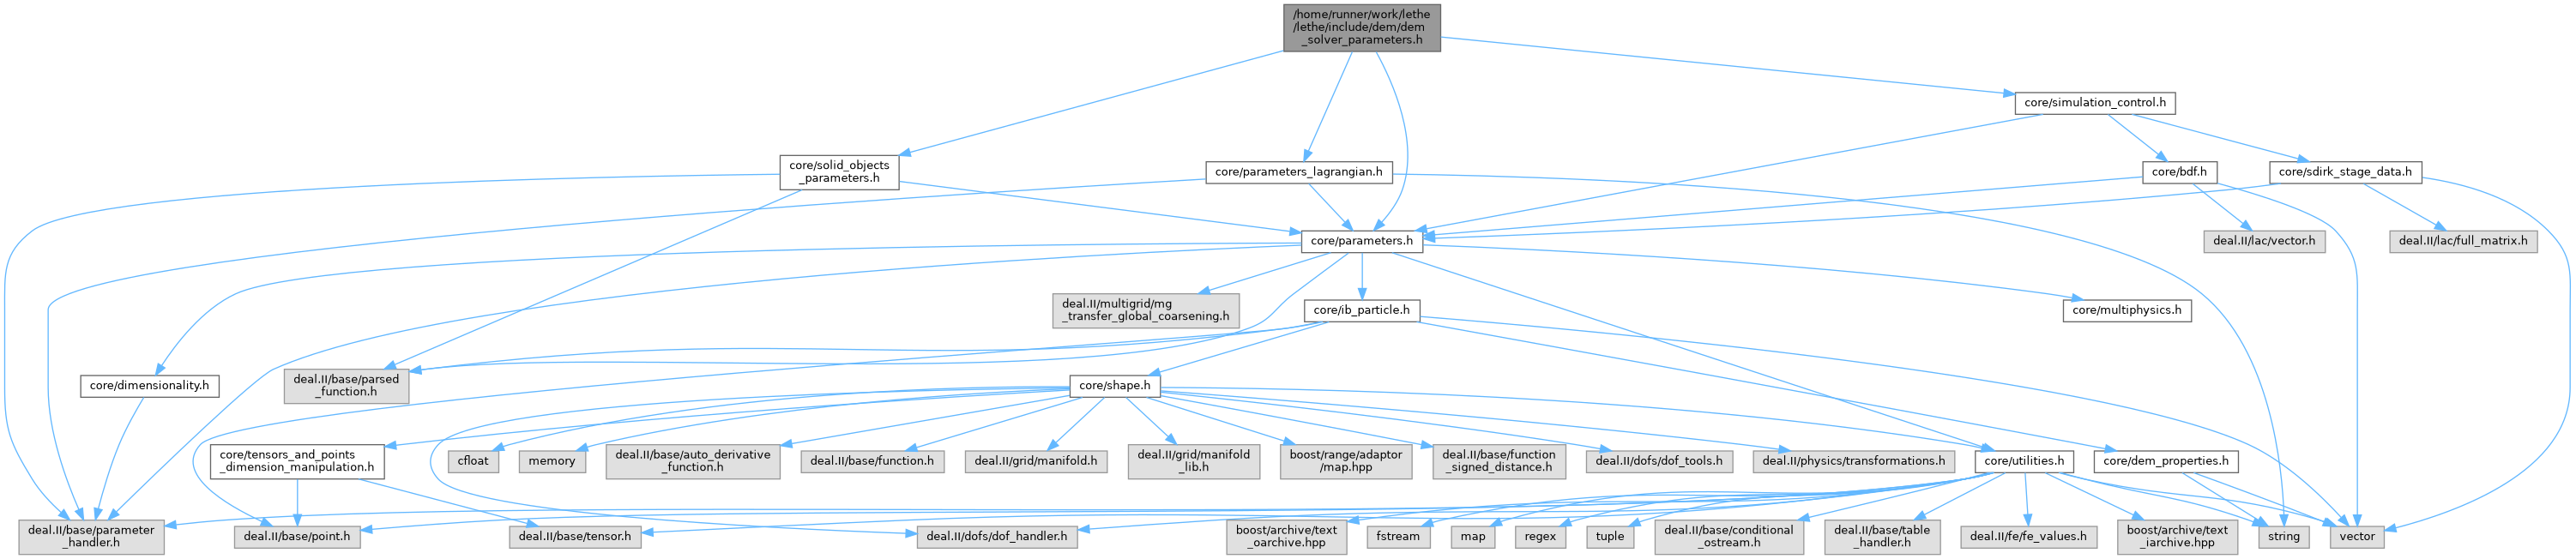 /home/runner/work/lethe
/lethe/include/dem/dem
_solver_parameters.h
core/simulation_control.h
core/solid_objects
_parameters.h
core/parameters_lagrangian.h
core/bdf.h
core/sdirk_stage_data.h
core/parameters.h
deal.II/lac/vector.h
deal.II/lac/full_matrix.h
deal.II/multigrid/mg
_transfer_global_coarsening.h
core/ib_particle.h
core/multiphysics.h
core/dimensionality.h
deal.II/base/parsed
_function.h
core/shape.h
core/tensors_and_points
_dimension_manipulation.h
cfloat
memory
deal.II/base/auto_derivative
_function.h
deal.II/base/function.h
deal.II/grid/manifold.h
deal.II/grid/manifold
_lib.h
boost/range/adaptor
/map.hpp
deal.II/base/function
_signed_distance.h
deal.II/dofs/dof_tools.h
deal.II/physics/transformations.h
core/utilities.h
core/dem_properties.h
deal.II/base/parameter
_handler.h
deal.II/base/point.h
deal.II/base/tensor.h
deal.II/dofs/dof_handler.h
boost/archive/text
_oarchive.hpp
fstream
map
regex
tuple
deal.II/base/conditional
_ostream.h
deal.II/base/table
_handler.h
deal.II/fe/fe_values.h
boost/archive/text
_iarchive.hpp
string
vector